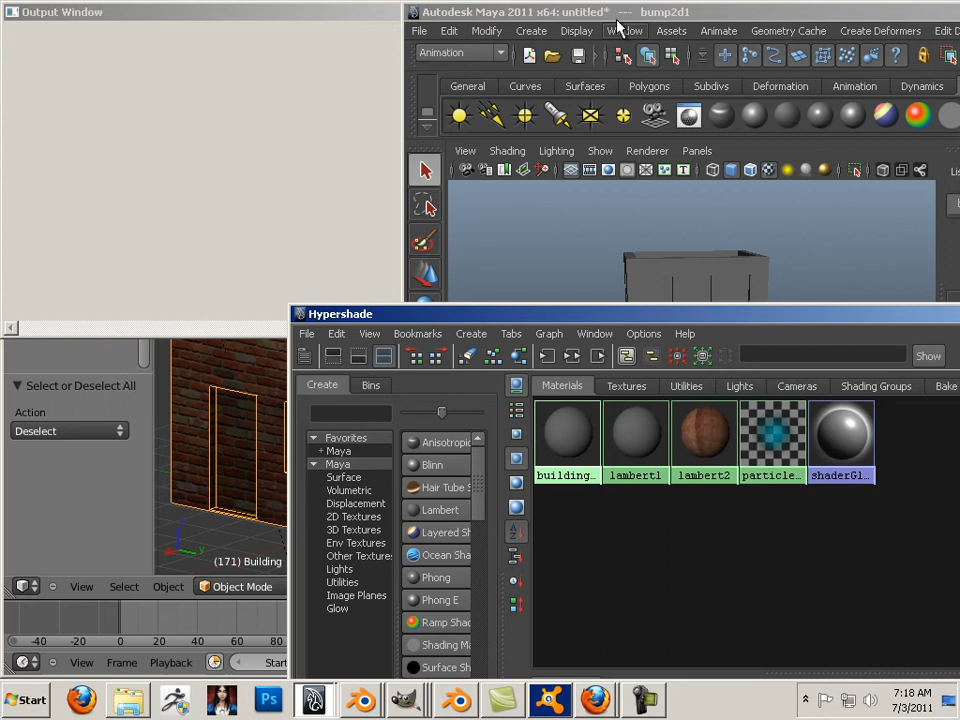 Output Window
Autodesk Maya 2011 x64: untitled* --- bump2d1
File Edit Modify Create Display Window Assets Animate Geometry Cache Create Deformers Edit D
Animation
General Curves Surfaces Polygons Subdivs Deformation Animation Dynamics
View Shading Lighting Show Renderer Panels
Lis
Hypershade
File Edit View Bookmarks Create Tabs Graph Window Options Help
Show
Create Bins
Materials Textures Utilities Lights Cameras Shading Groups Bake
Favorites
+ Maya
Maya
Surface
Volumetric
Displacement
2D Textures
3D Textures
Env Textures
Other Texture
Lights
Utilities
Image Planes
Glow
Anisotropic
Blinn
Hair Tube S
Lambert
Layered Sh
Ocean Sha
Phong
Phong E
Ramp Shad
Shading Ma
Surface Sh
building... lambert1 lambert2 particle... shaderGl...
Select or Deselect All
Action
Deselect
(171) Building
View Select Object Object Mode
-40 -20 0 20 40 60 80
View Frame Playback Start
Start
7:18 AM
7/3/2011